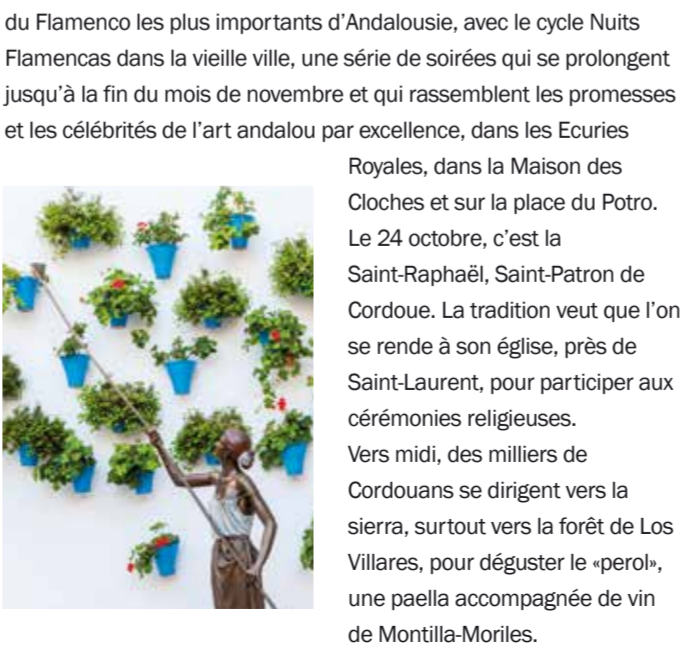 du Flamenco les plus importants d’Andalousie, avec le cycle Nuits
Flamencas dans la vieille ville, une série de soirées qui se prolongent
jusqu’à la fin du mois de novembre et qui rassemblent les promesses
et les célébrités de l’art andalou par excellence, dans les Ecuries
Royales, dans la Maison des
Cloches et sur la place du Potro.
Le 24 octobre, c’est la
Saint-Raphaël, Saint-Patron de
Cordoue. La tradition veut que l’on
se rende à son église, près de
Saint-Laurent, pour participer aux
cérémonies religieuses.
Vers midi, des milliers de
Cordouans se dirigent vers la
sierra, surtout vers la forêt de Los
Villares, pour déguster le «perol»,
une paella accompagnée de vin
de Montilla-Moriles.